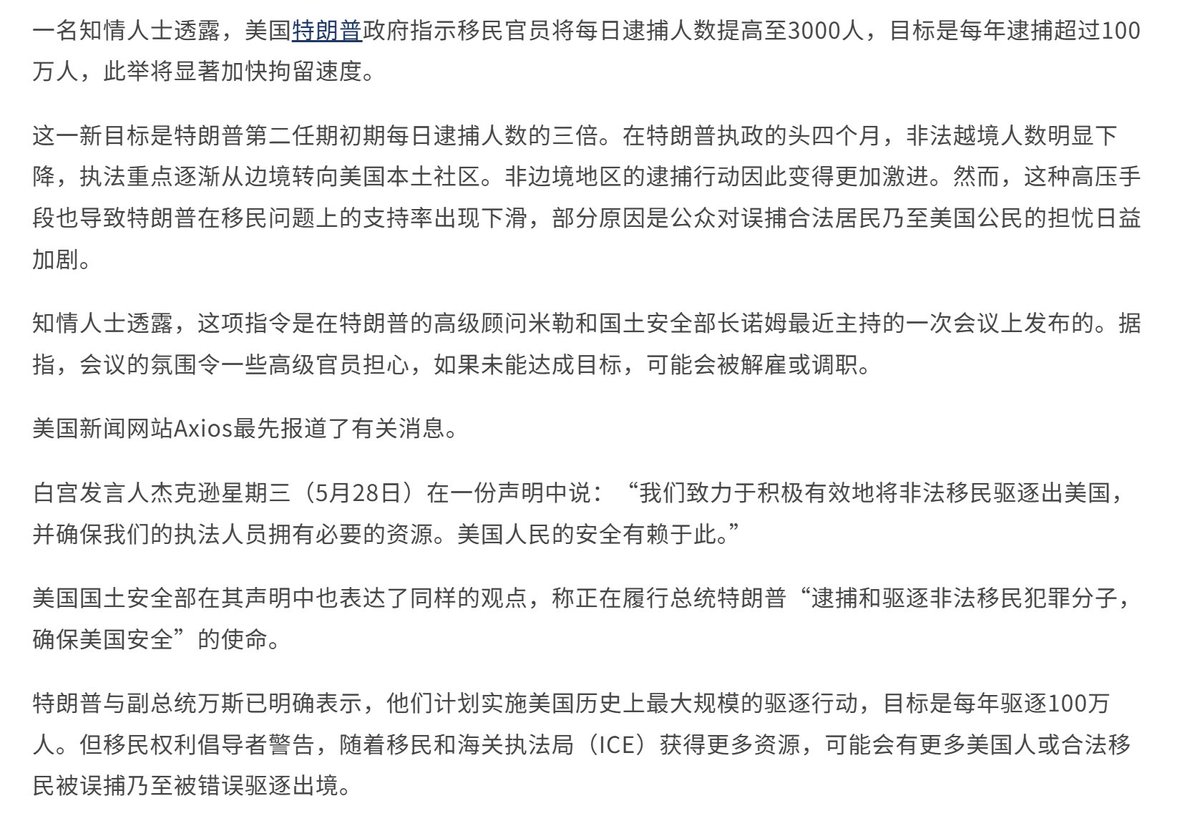 一名知情人士透露，美国特朗普政府指示移民官员将每日逮捕人数提高至3000人，目标是每年逮捕超过100
万人，此举将显著加快拘留速度。
这一新目标是特朗普第二任期初期每日逮捕人数的三倍。在特朗普执政的头四个月，非法越境人数明显下
降，执法重点逐渐从边境转向美国本土社区。非边境地区的逮捕行动因此变得更加激进。然而，这种高压手
段也导致特朗普在移民问题上的支持率出现下滑，部分原因是公众对误捕合法居民乃至美国公民的担忧日益
加剧。
知情人士透露，这项指令是在特朗普的高级顾问米勒和国土安全部长诺姆最近主持的一次会议上发布的。据
指，会议的氛围令一些高级官员担心，如果未能达成目标，可能会被解雇或调职。
美国新闻网站Axios最先报道了有关消息。
白宫发言人杰克逊星期三（5月28日）在一份声明中说：“我们致力于积极有效地将非法移民驱逐出美国，
并确保我们的执法人员拥有必要的资源。美国人民的安全有赖于此。”
美国国土安全部在其声明中也表达了同样的观点，称正在履行总统特朗普“逮捕和驱逐非法移民犯罪分子，
确保美国安全”的使命。
特朗普与副总统万斯已明确表示，他们计划实施美国历史上最大规模的驱逐行动，目标是每年驱逐100万
人。但移民权利倡导者警告，随着移民和海关执法局（ICE）获得更多资源，可能会有更多美国人或合法移
民被误捕乃至被错误驱逐出境。